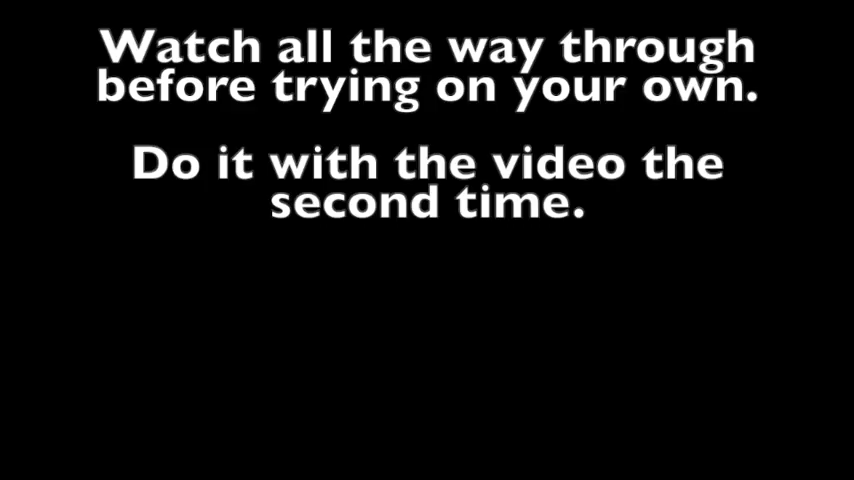 Watch all the way through
before trying on your own.
Do it with the video the
second time.